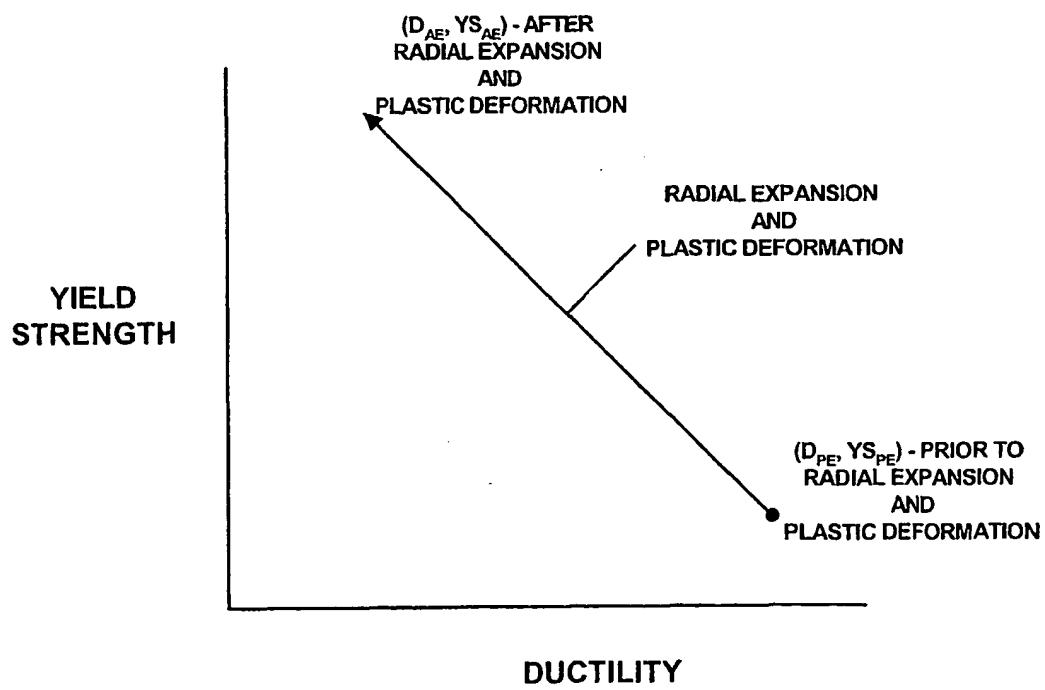 (D_AE, YS_AE) - AFTER
RADIAL EXPANSION
AND
PLASTIC DEFORMATION
RADIAL EXPANSION
AND
PLASTIC DEFORMATION
YIELD
STRENGTH
(D_PE, YS_PE) - PRIOR TO
RADIAL EXPANSION
AND
PLASTIC DEFORMATION
DUCTILITY